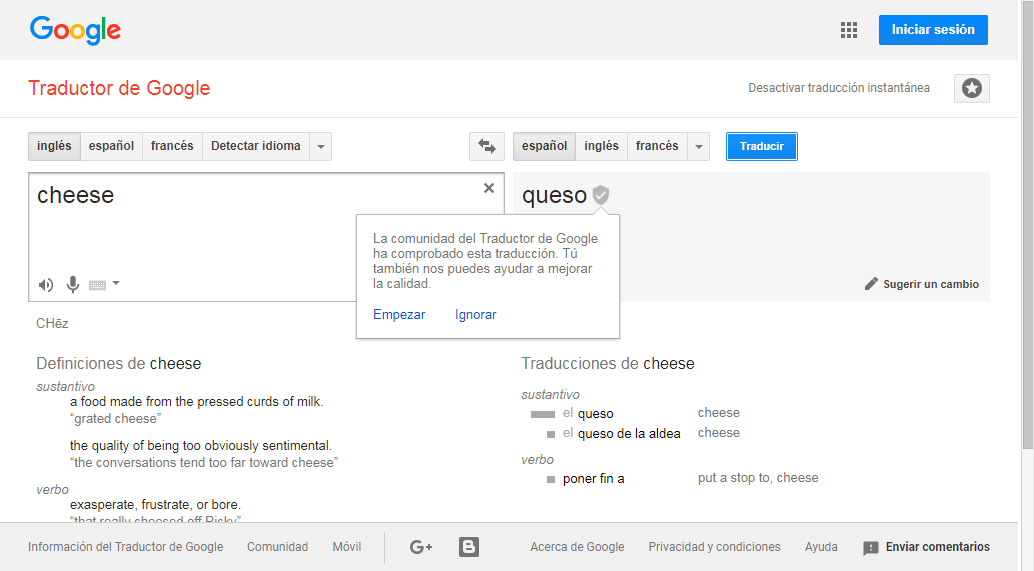 Google
Iniciar sesión
Traductor de Google
Desactivar traducción instantánea
inglés español francés Detectar idioma
español inglés francés Traducir
cheese
queso
La comunidad del Traductor de Google
ha comprobado esta traducción. Tú
también nos puedes ayudar a mejorar
la calidad.
Empezar Ignorar
Sugerir un cambio
CHēz
Definiciones de cheese
sustantivo
a food made from the pressed curds of milk.
“grated cheese”
the quality of being too obviously sentimental.
“the conversations tend too far toward cheese”
verbo
exasperate, frustrate, or bore.
“that really cheesed off Ricky”
Traducciones de cheese
sustantivo
el queso cheese
el queso de la aldea cheese
verbo
poner fin a put a stop to, cheese
Información del Traductor de Google Comunidad Móvil G+ B Acerca de Google Privacidad y condiciones Ayuda Enviar comentarios